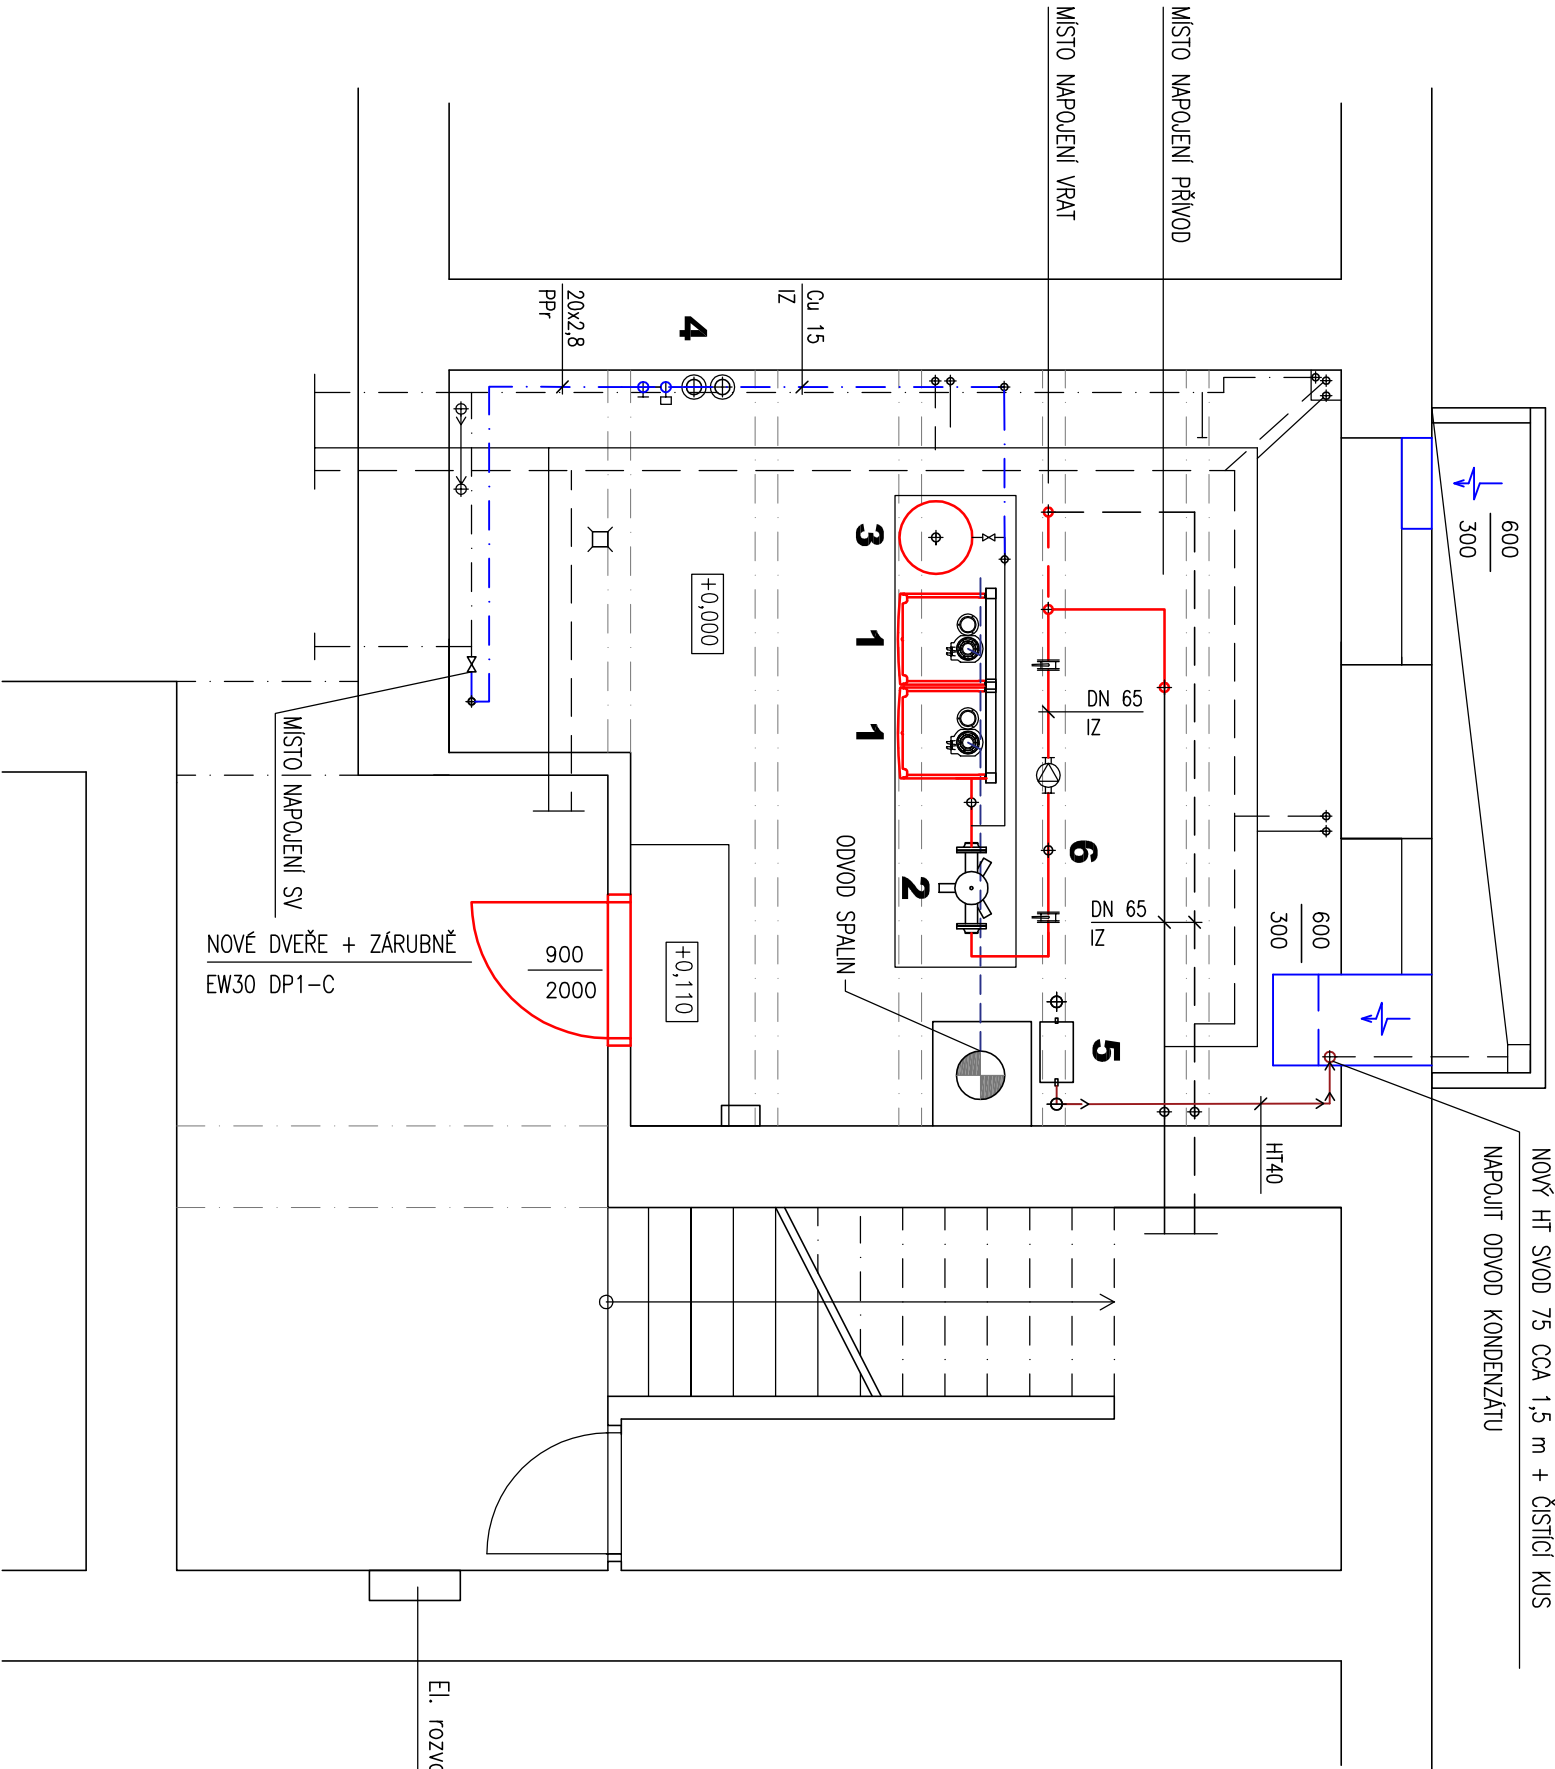 MÍSTO NAPOJENÍ VRAT
MÍSTO NAPOJENÍ PŘÍVOD
600
300
20x2,8
PPr
4
Cu 15
IZ
3
+0,000
1
1
DN 65
IZ
6
2
DN 65
IZ
600
300
ODVOD SPALIN
5
MÍSTO NAPOJENÍ SV
NOVÉ DVEŘE + ZÁRUBNĚ
EW30 DP1-C
900
2000
+0,110
HT40
NOVÝ HT SVOD 75 CCA 1,5 m + ČISTÍCÍ KUS
NAPOJIT ODVOD KONDENZÁTU
El.